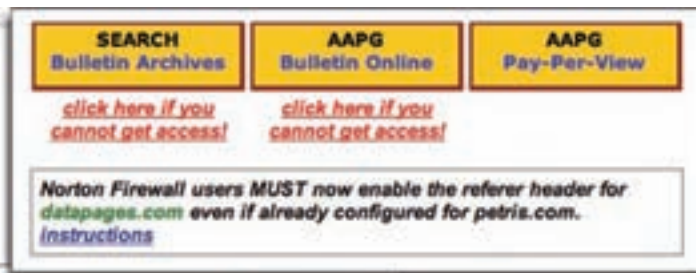 SEARCH
Bulletin Archives
AAPG
Bulletin Online
AAPG
Pay-Per-View
click here if you
cannot get access!
click here if you
cannot get access!
Norton Firewall users MUST now enable the referer header for
datapages.com even if already configured for petris.com.
instructions